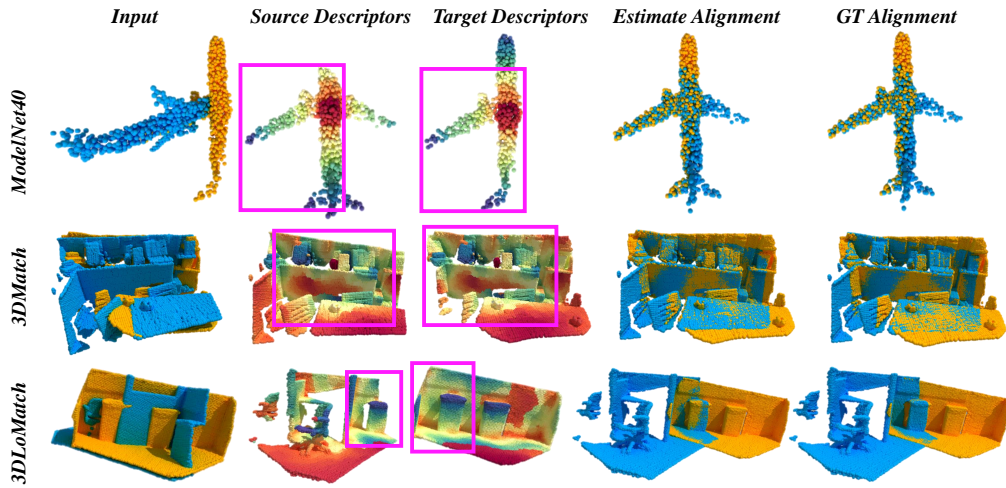 Input
Source Descriptors
Target Descriptors
Estimate Alignment
GT Alignment
ModelNet40
3DMatch
3DLoMatch